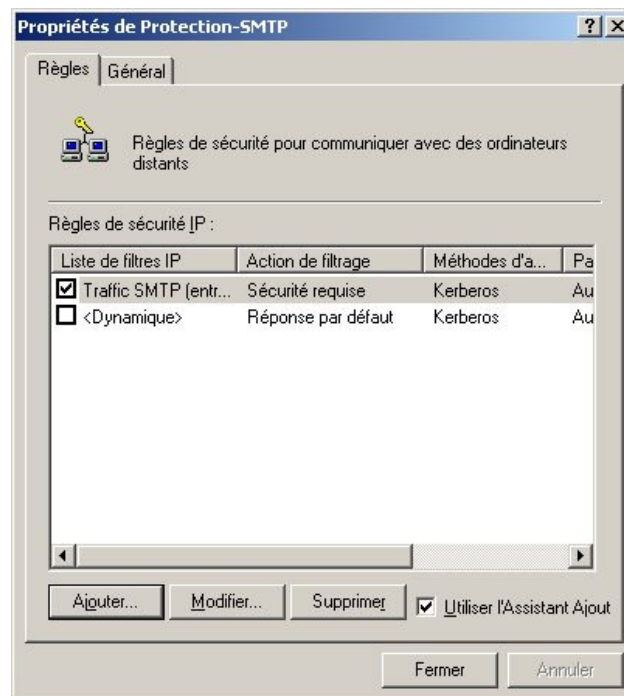 Propriétés de Protection-SMTP
Règles
Général
Règles de sécurité pour communiquer avec des ordinateurs
distants
Règles de sécurité IP :
Liste de filtres IP Action de filtrage Méthodes d'a... Pa
Traffic SMTP (entr... Sécurité requise Kerberos Au
<Dynamique> Réponse par défaut Kerberos Au
Ajouter... Modifier... Supprimer Utiliser l'Assistant Ajout
Fermer Annuler